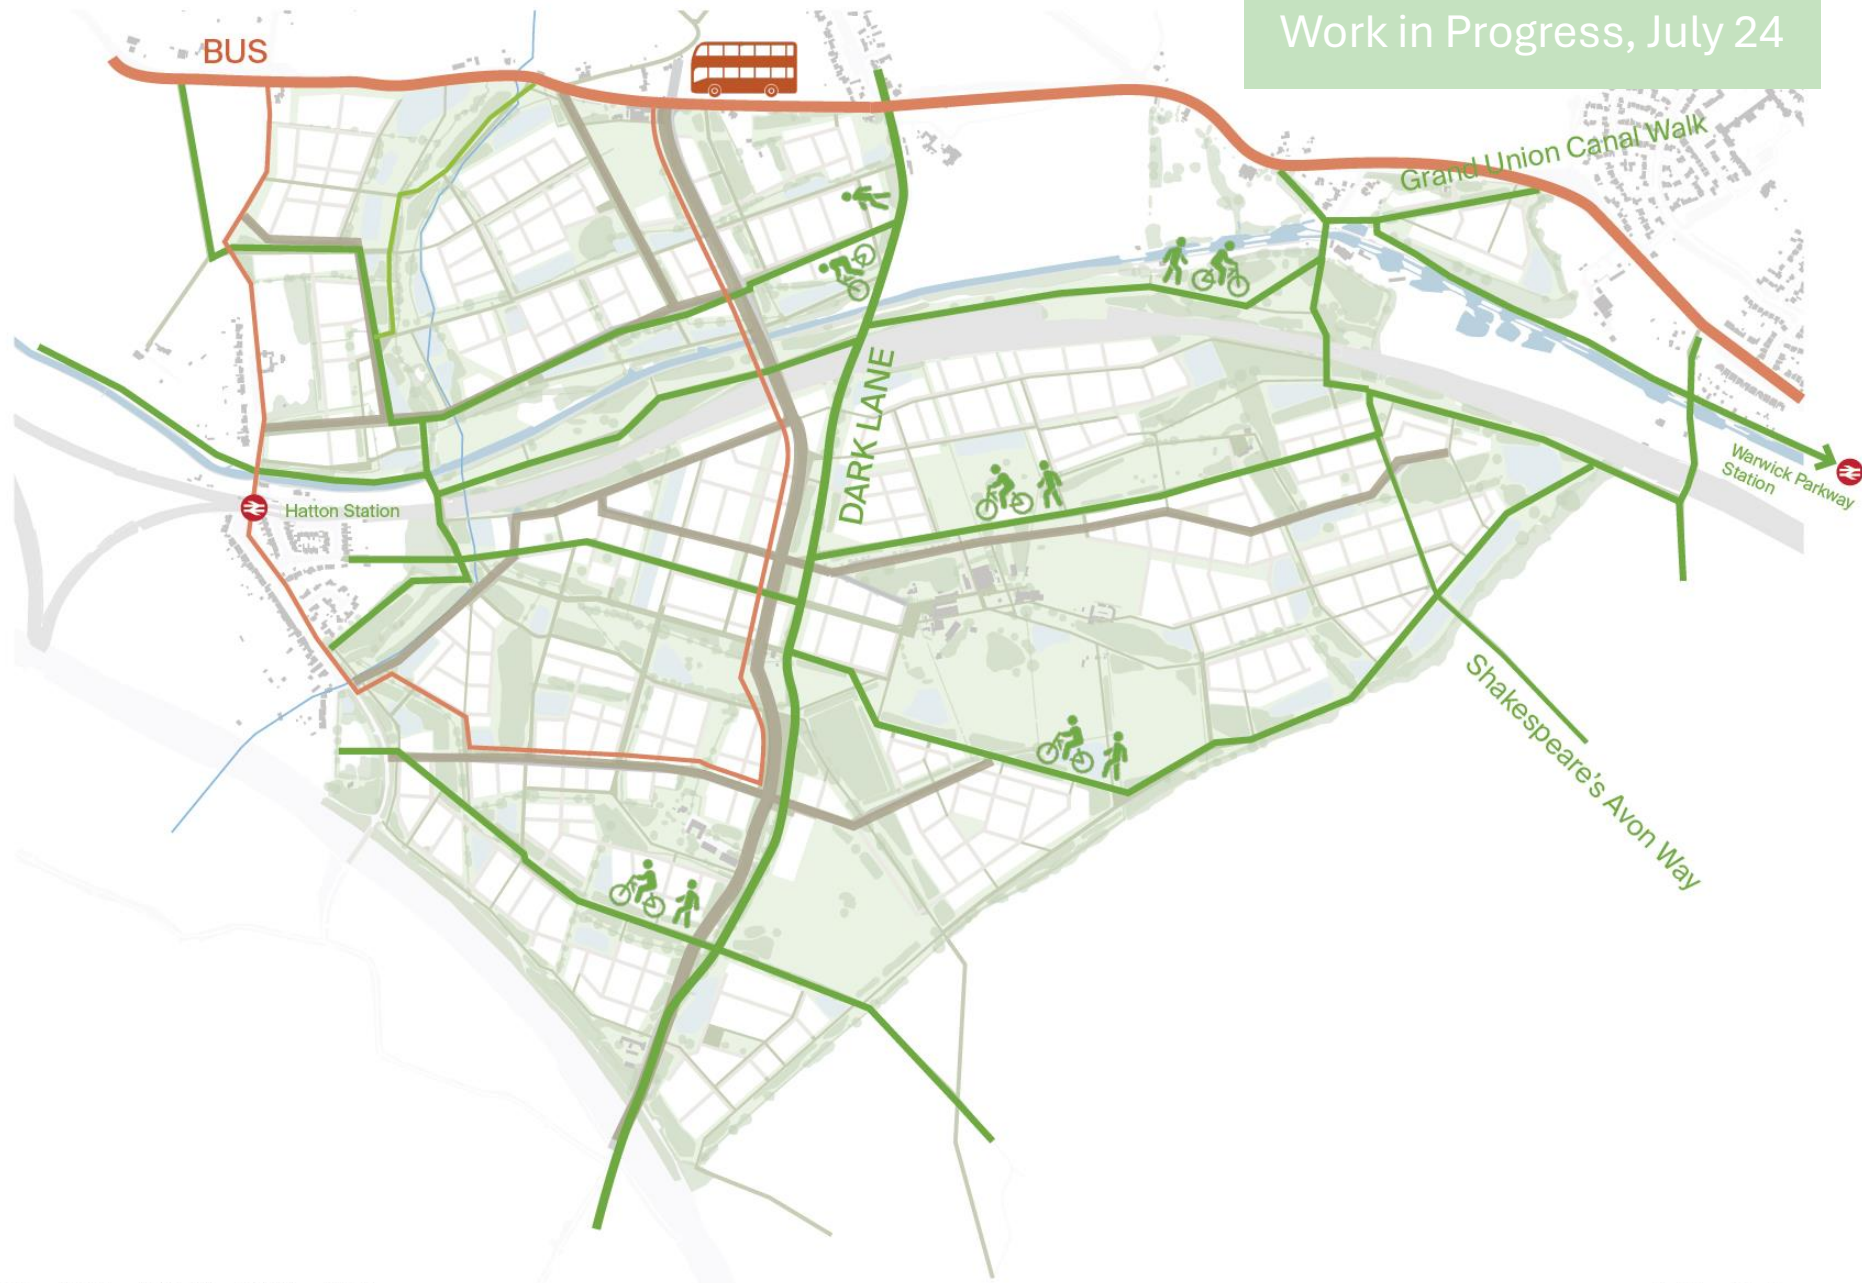 Work in Progress, July 24
BUS
Grand Union Canal Walk
DARK LANE
Warwick Parkway
Station
Hatton Station
Shakespeare's Avon Way